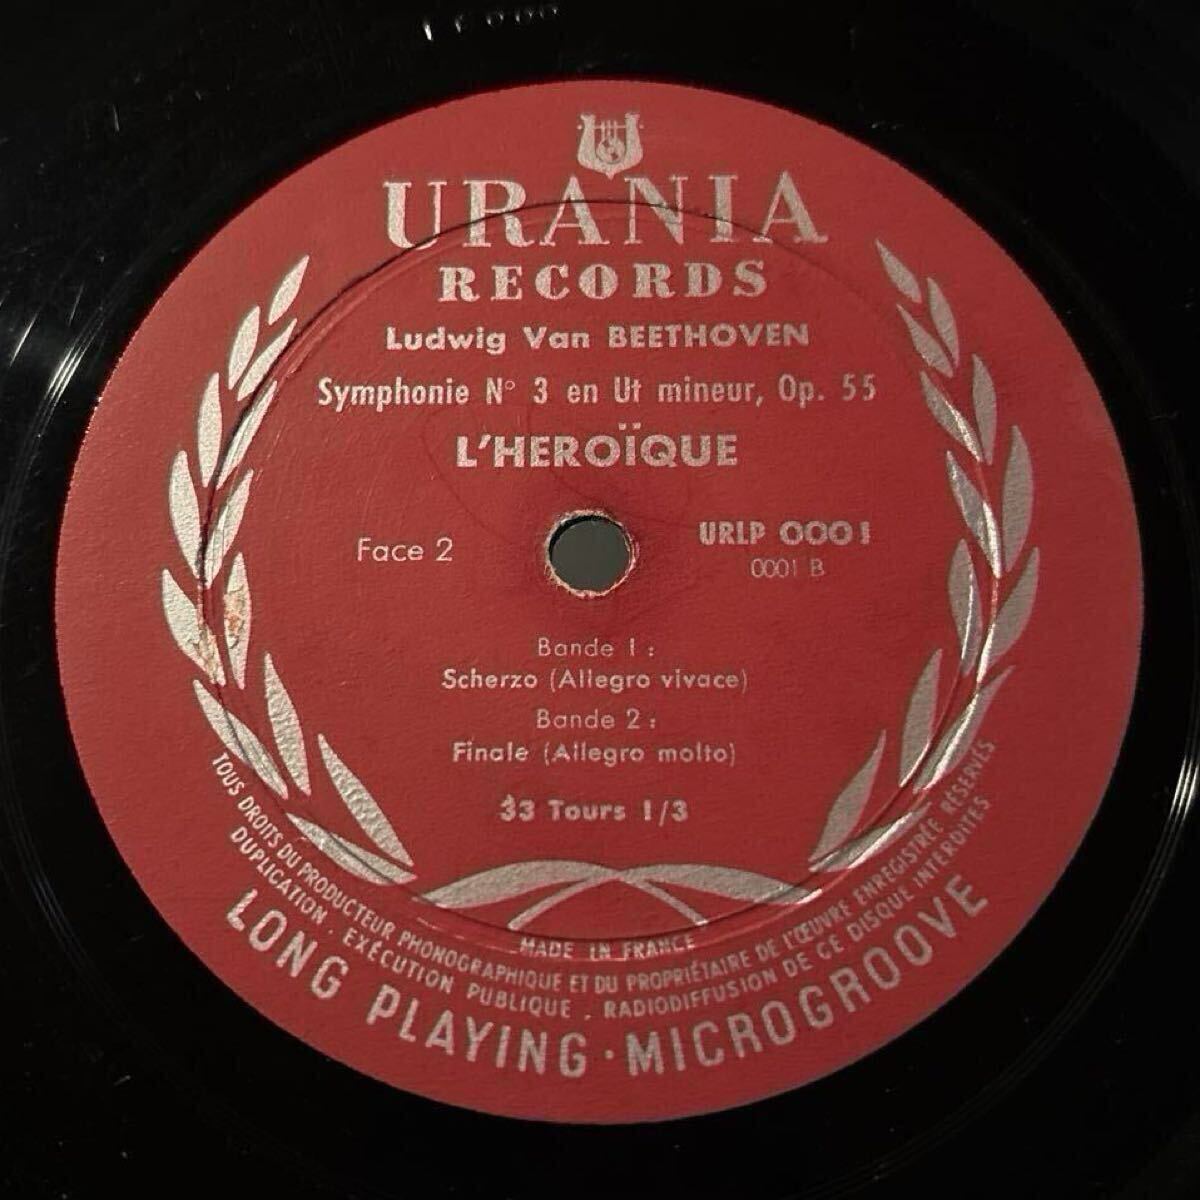 URANIA
RECORDS
Ludwig Van BEETHOVEN
Symphonie N° 3 en Ut mineur, Op. 55
L'HEROÏQUE
Face 2
URLP 0001
0001 B
Bande 1 :
Scherzo (Allegro vivace)
Bande 2 :
Finale (Allegro molto)
33 Tours 1/3
MADE IN FRANCE
TOUS DROITS DU PRODUCTEUR PHONOGRAPHIQUE ET DU PROPRIÉTAIRE DE L'ŒUVRE ENREGISTRÉE RÉSERVÉS
DUPLICATION . EXÉCUTION PUBLIQUE . RADIODIFFUSION DE CE DISQUE INTERDITES
LONG PLAYING · MICROGROOVE